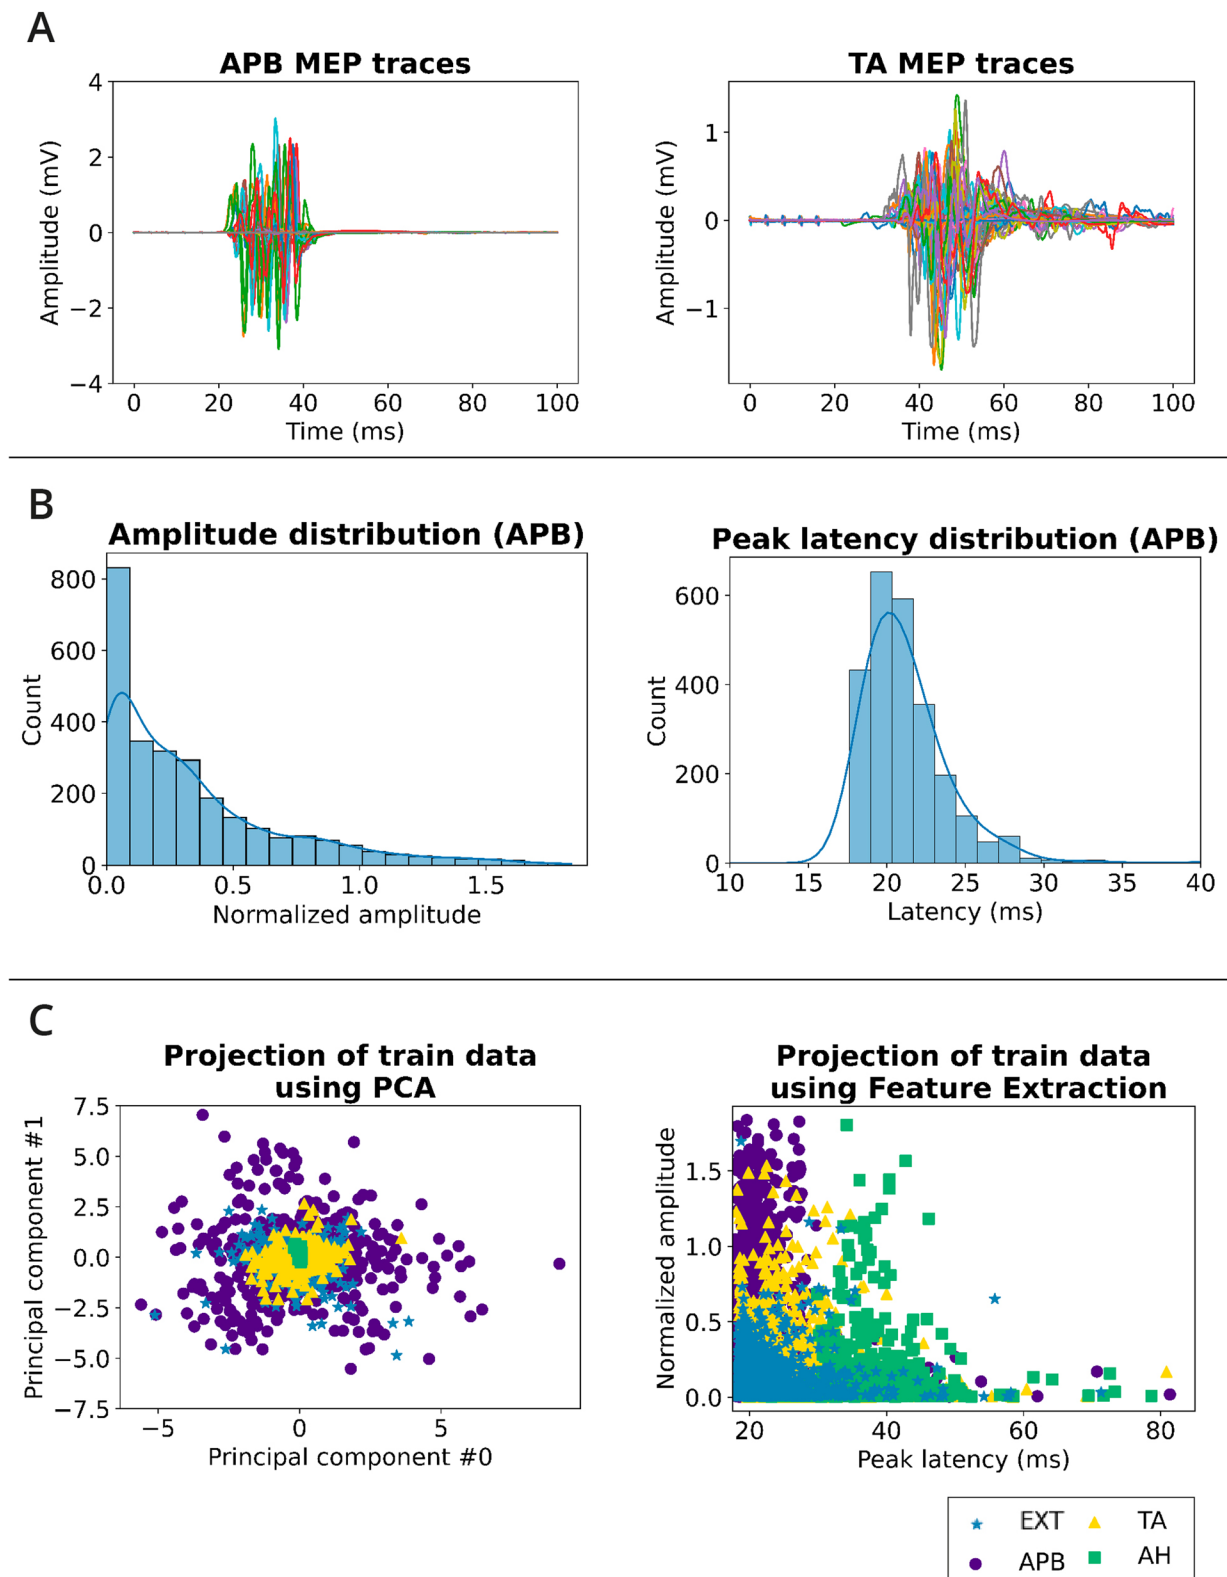 A
APB MEP traces
TA MEP traces
4
2
0
−2
−4
Amplitude (mV)
0 20 40 60 80 100
Time (ms)
1
0
−1
Amplitude (mV)
0 20 40 60 80 100
Time (ms)
B
Amplitude distribution (APB)
Peak latency distribution (APB)
800
600
400
200
0
Count
0.0 0.5 1.0 1.5
Normalized amplitude
600
400
200
0
Count
10 15 20 25 30 35 40
Latency (ms)
C
Projection of train data
using PCA
Projection of train data
using Feature Extraction
7.5
5.0
2.5
0.0
−2.5
−5.0
−7.5
Principal component #1
−5 0 5
Principal component #0
1.5
1.0
0.5
0.0
Normalized amplitude
20 40 60 80
Peak latency (ms)
EXT TA
APB AH